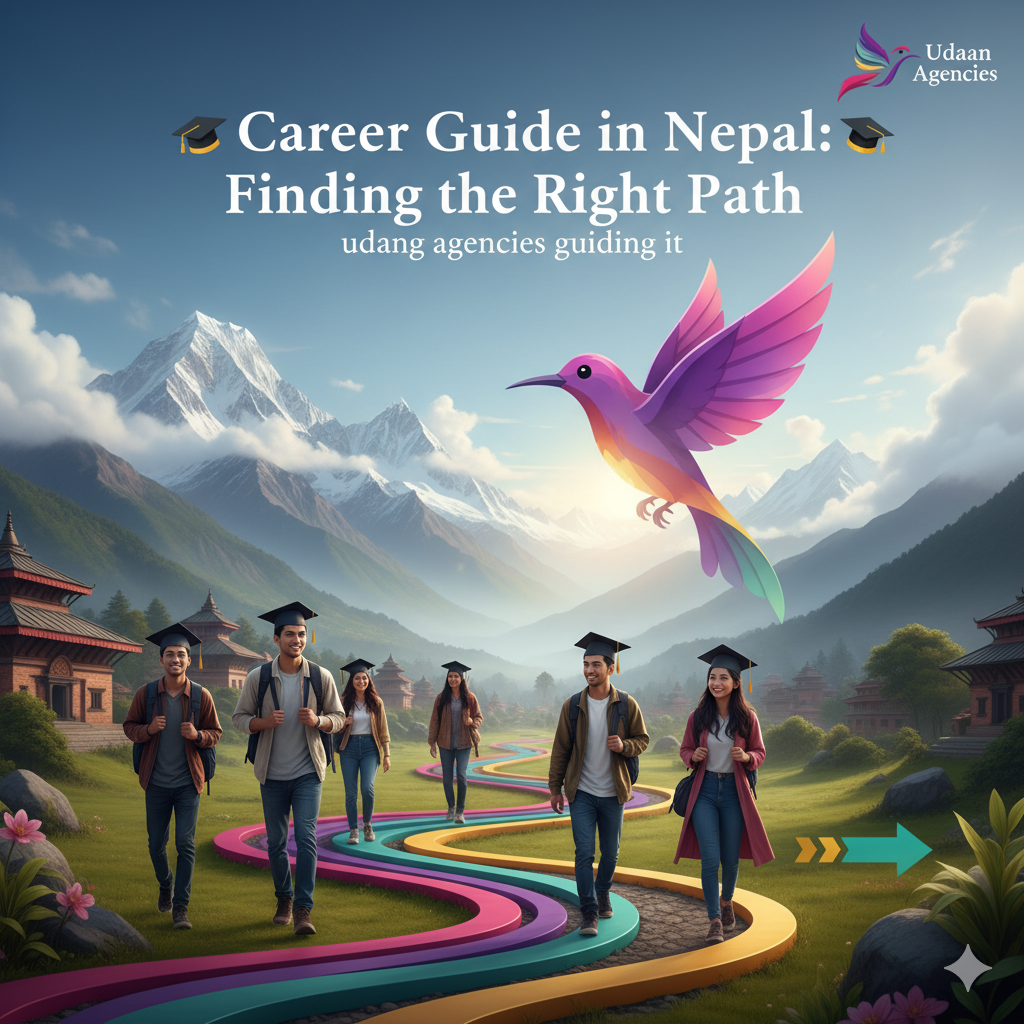 Udaan
Agencies
🎓 Career Guide in Nepal: 🎓
Finding the Right Path
udang agencies guiding it